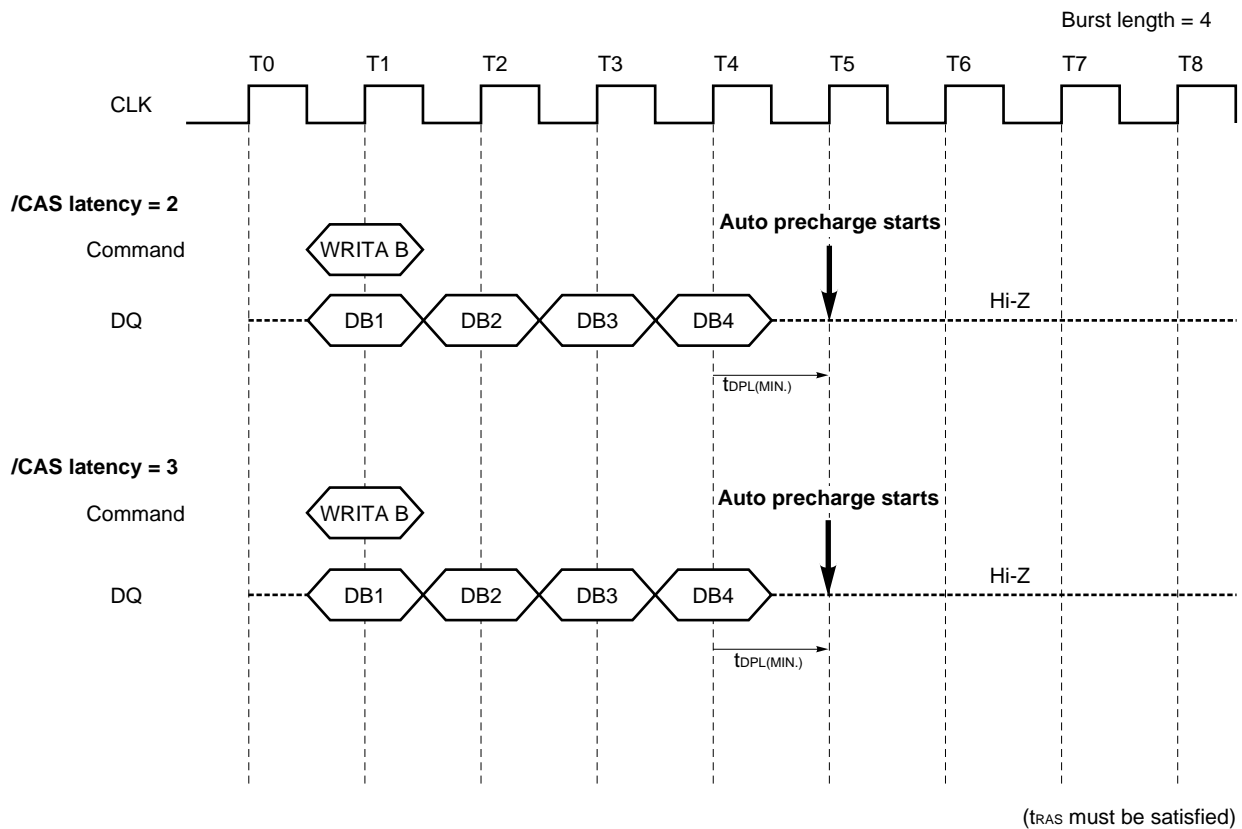 Burst length = 4
T0 T1 T2 T3 T4 T5 T6 T7 T8
CLK
/CAS latency = 2
Auto precharge starts
Command WRITA B
Hi-Z
DQ DB1 DB2 DB3 DB4
tDPL(MIN.)
/CAS latency = 3
Auto precharge starts
Command WRITA B
Hi-Z
DQ DB1 DB2 DB3 DB4
tDPL(MIN.)
(tRAS must be satisfied)